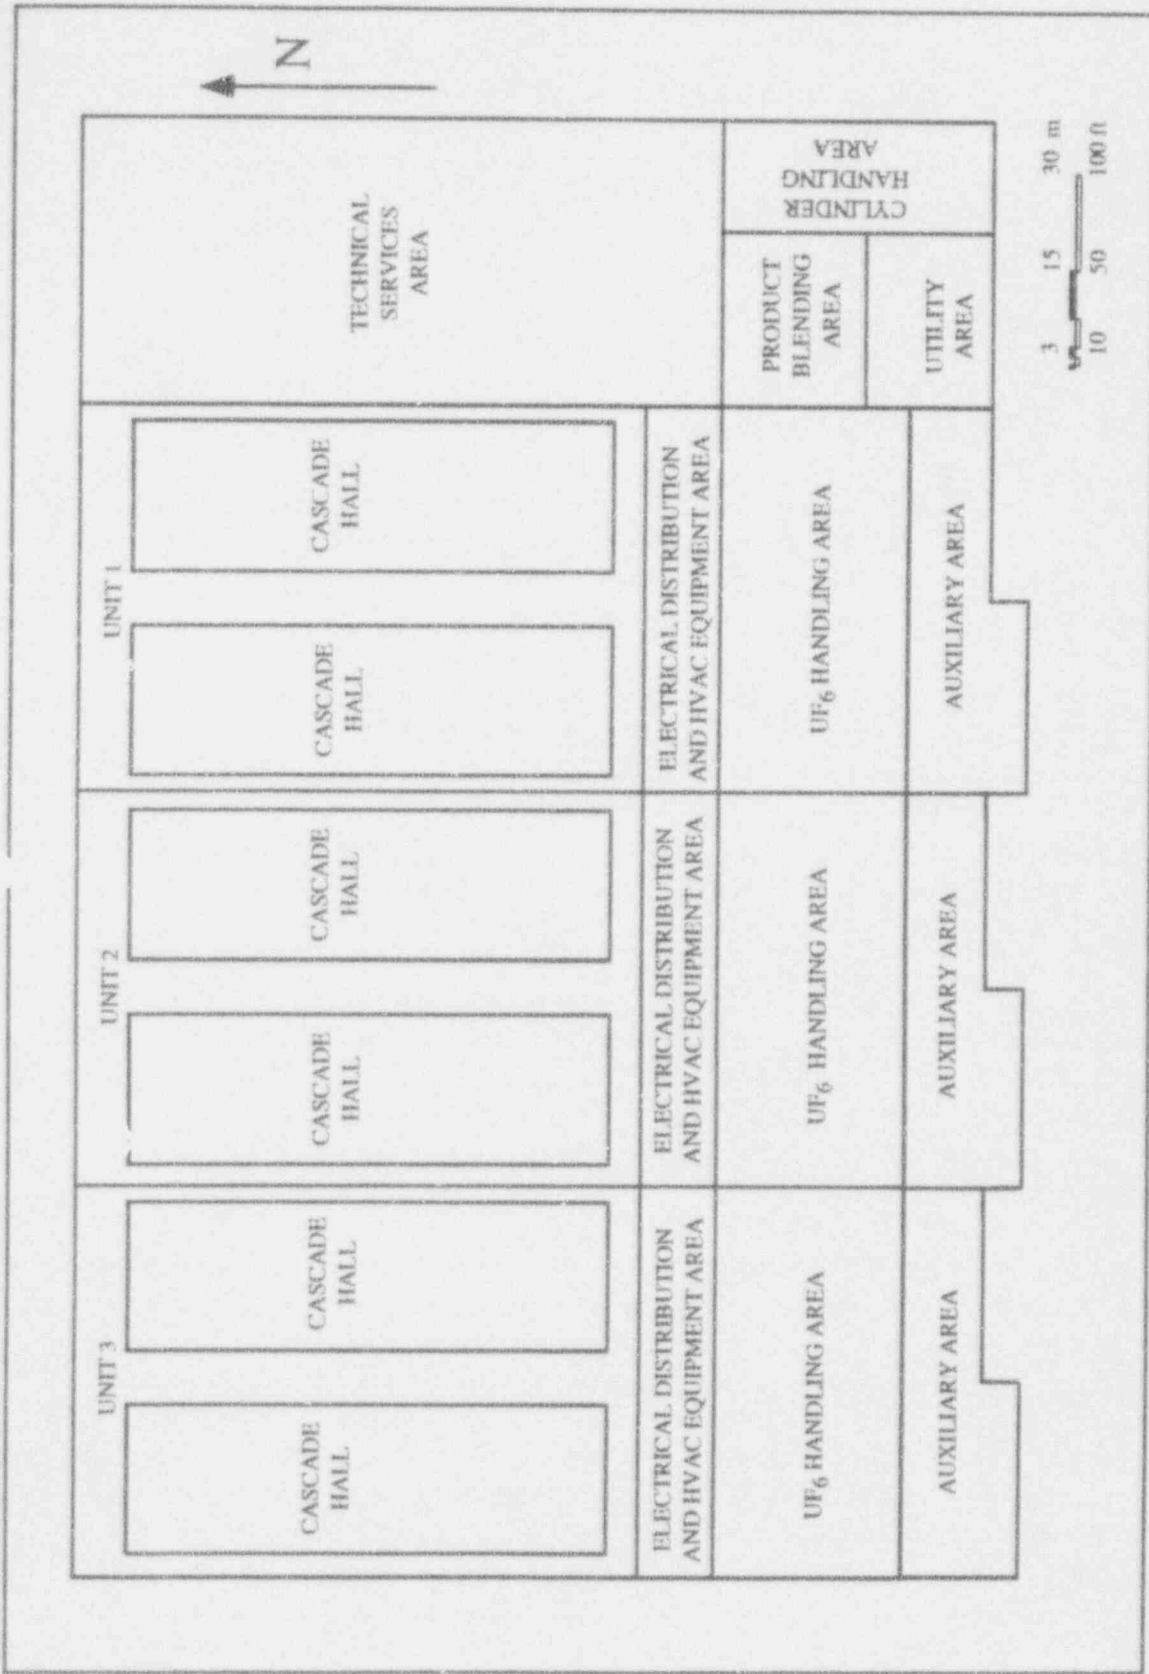 N
UNIT 3
UNIT 2
UNIT 1
CASCADE
HALL
CASCADE
HALL
CASCADE
HALL
CASCADE
HALL
CASCADE
HALL
CASCADE
HALL
TECHNICAL
SERVICES
AREA
ELECTRICAL DISTRIBUTION
AND HVAC EQUIPMENT AREA
ELECTRICAL DISTRIBUTION
AND HVAC EQUIPMENT AREA
ELECTRICAL DISTRIBUTION
AND HVAC EQUIPMENT AREA
UF6 HANDLING AREA
UF6 HANDLING AREA
UF6 HANDLING AREA
PRODUCT
BLENDING
AREA
CYLINDER
HANDLING
AREA
AUXILIARY AREA
AUXILIARY AREA
AUXILIARY AREA
UTILITY
AREA
3 15 30 m
10 50 100 ft